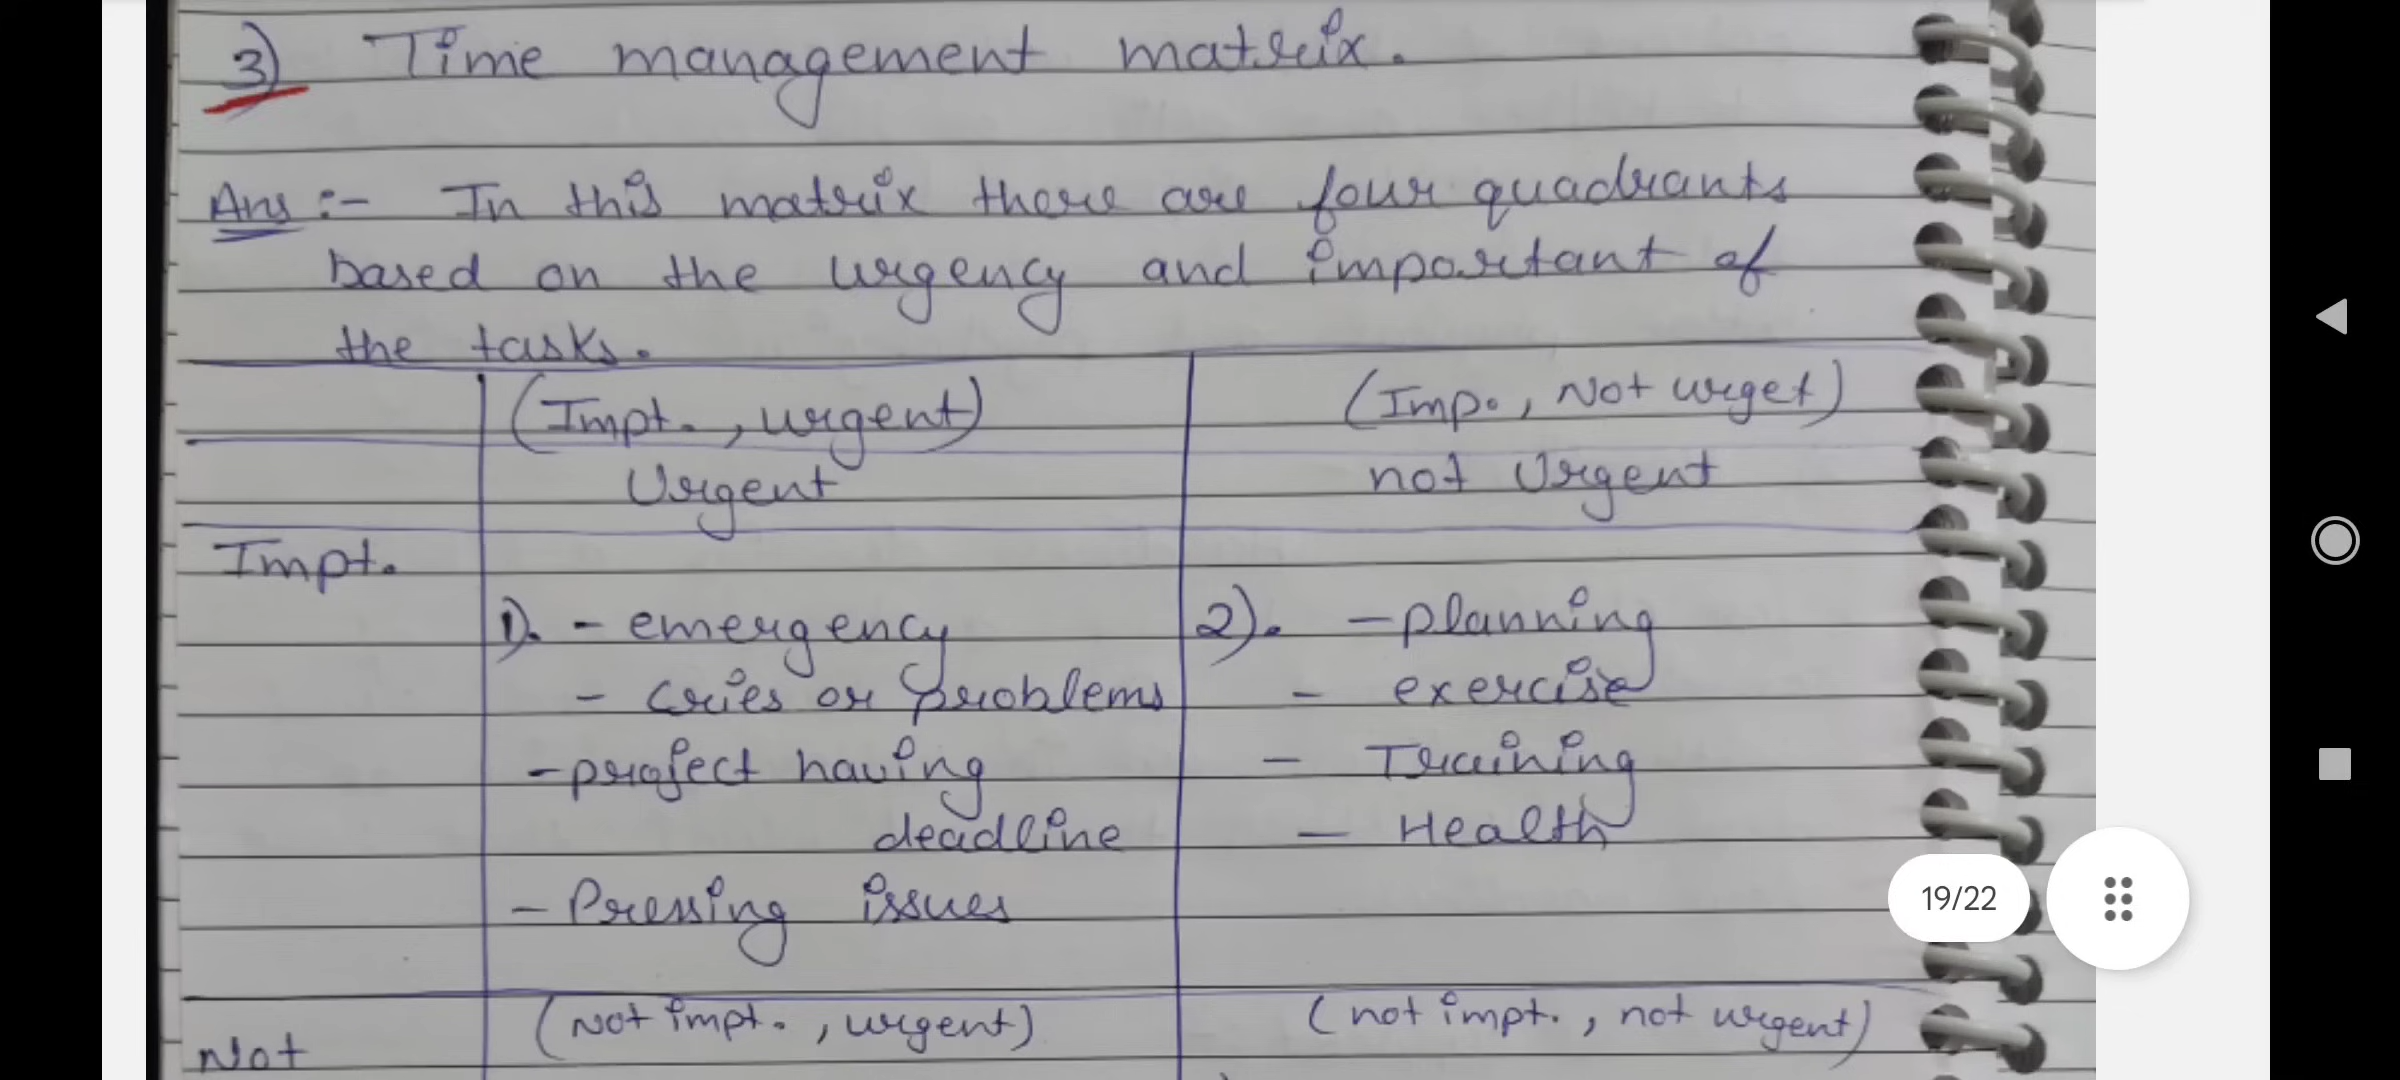 3) Time management matrix.
Ans :- In this matrix there are four quadrants
based on the urgency and important of
the tasks.
(Impt., urgent) (Imp., Not urget)
Urgent not Urgent
Impt.
1). - emergency 2). - planning
- cries or problems - exercise
- project having - Training
deadline - Health
- Pressing issues
(Not impt., urgent) (not impt., not urgent)
Not
19/22